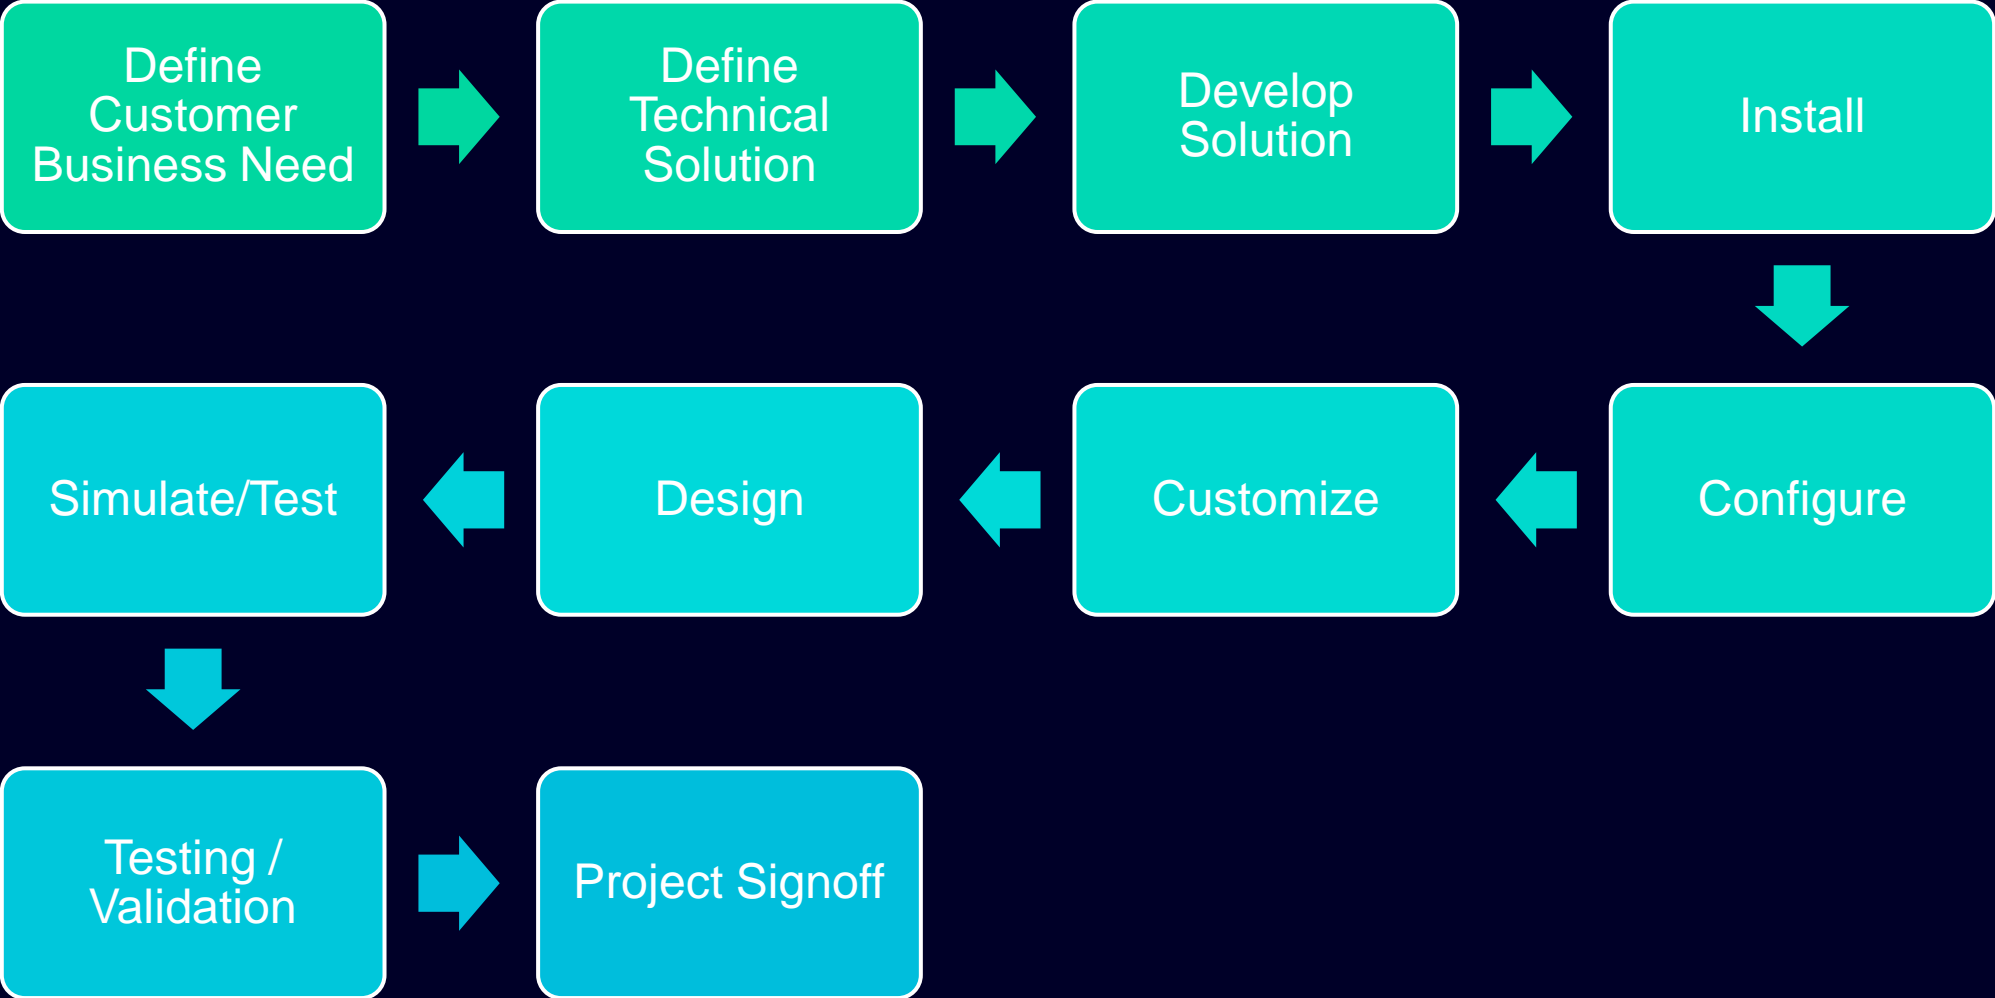 Define
Customer
Business Need
Define
Technical
Solution
Develop
Solution
Install
Configure
Customize
Design
Simulate/Test
Testing /
Validation
Project Signoff